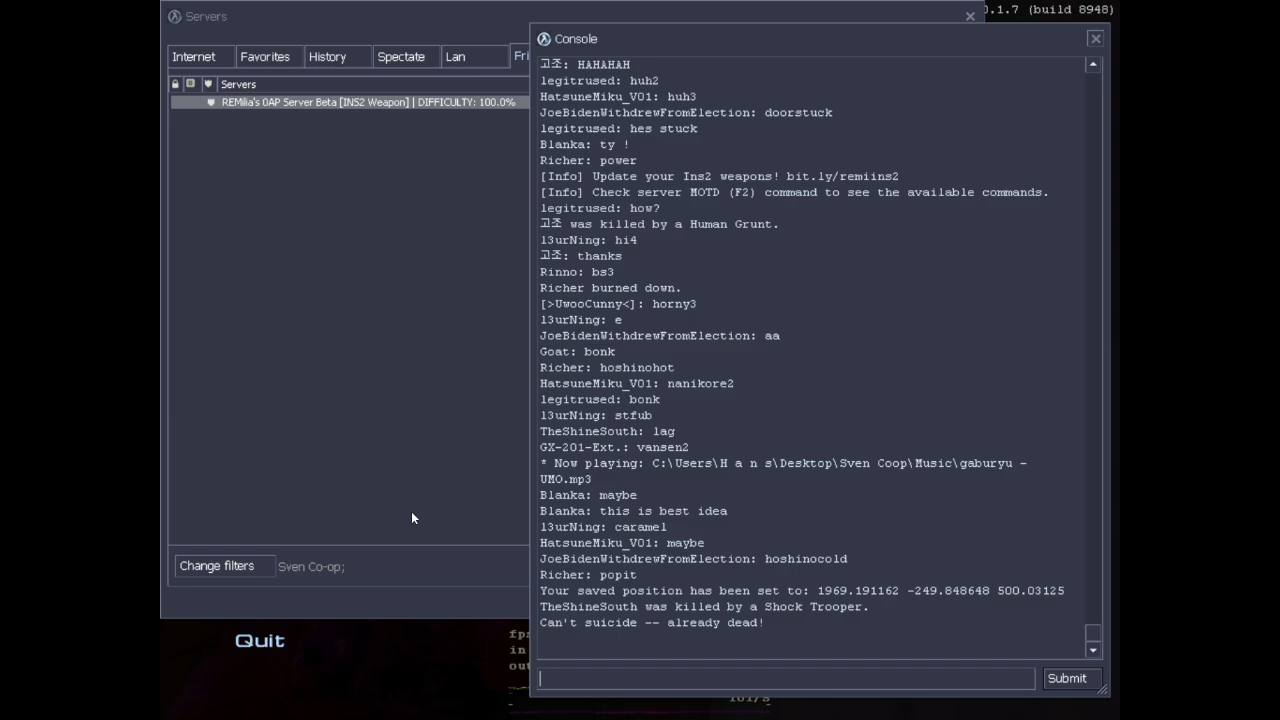 Servers
0.1.7 (build 8948)
Console
Internet
Favorites
History
Spectate
Lan
Fri
Servers
REMilia's OAP Server Beta [INS2 Weapon] | DIFFICULTY: 100.0%
고조: HAHAHAH
legitrused: huh2
HatsuneMiku_V01: huh3
JoeBidenWithdrewFromElection: doorstuck
legitrused: hes stuck
Blanka: ty !
Richer: power
[Info] Update your Ins2 weapons! bit.ly/remiins2
[Info] Check server MOTD (F2) command to see the available commands.
legitrused: how?
고조 was killed by a Human Grunt.
l3urNing: hi4
고조: thanks
Rinno: bs3
Richer burned down.
[>UwooCunny<]: horny3
l3urNing: e
JoeBidenWithdrewFromElection: aa
Goat: bonk
Richer: hoshinohot
HatsuneMiku_V01: nanikore2
legitrused: bonk
l3urNing: stfub
TheShineSouth: lag
GX-201-Ext.: vansen2
* Now playing: C:\Users\H a n s\Desktop\Sven Coop\Music\gaburyu -
UMO.mp3
Blanka: maybe
Blanka: this is best idea
l3urNing: caramel
HatsuneMiku_V01: maybe
JoeBidenWithdrewFromElection: hoshinocold
Richer: popit
Your saved position has been set to: 1969.191162 -249.848648 500.03125
TheShineSouth was killed by a Shock Trooper.
Can't suicide -- already dead!
Change filters
Sven Co-op;
Quit
fps
in
out
Submit